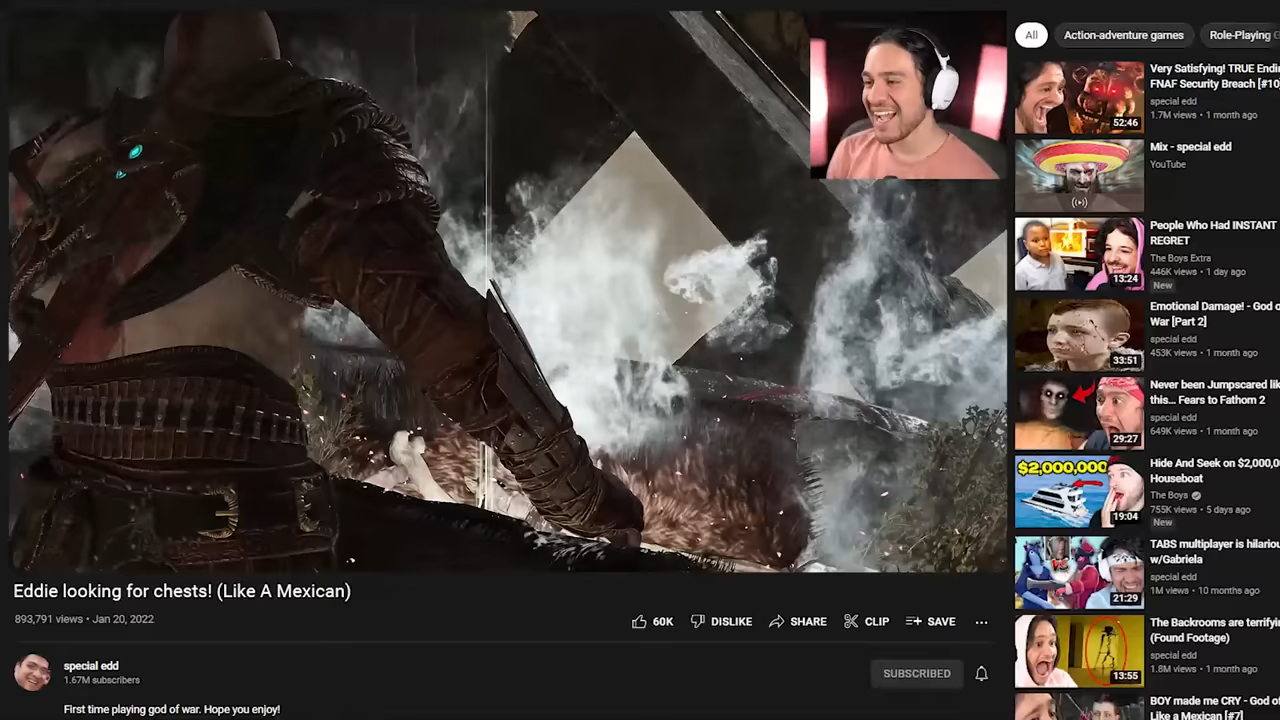 All
Action-adventure games
Role-Playing G
Very Satisfying! TRUE Endin
FNAF Security Breach [#10]
special edd
1.7M views • 1 month ago
52:46
Mix - special edd
YouTube
People Who Had INSTANT
REGRET
The Boys Extra
446K views • 1 day ago
New
13:24
Emotional Damage! - God o
War [Part 2]
special edd
453K views • 1 month ago
33:51
Never been Jumpscared lik
this... Fears to Fathom 2
special edd
649K views • 1 month ago
29:27
$2,000,000
Hide And Seek on $2,000,0
Houseboat
The Boys
755K views • 5 days ago
New
19:04
TABS multiplayer is hilariou
w/Gabriela
special edd
1M views • 10 months ago
VS
21:29
The Backrooms are terrifyin
(Found Footage)
special edd
1.8M views • 1 month ago
13:55
BOY made me CRY - God of
Like a Mexican [#7]
Eddie looking for chests! (Like A Mexican)
893,791 views • Jan 20, 2022
60K
DISLIKE
SHARE
CLIP
SAVE
special edd
1.67M subscribers
SUBSCRIBED
First time playing god of war. Hope you enjoy!